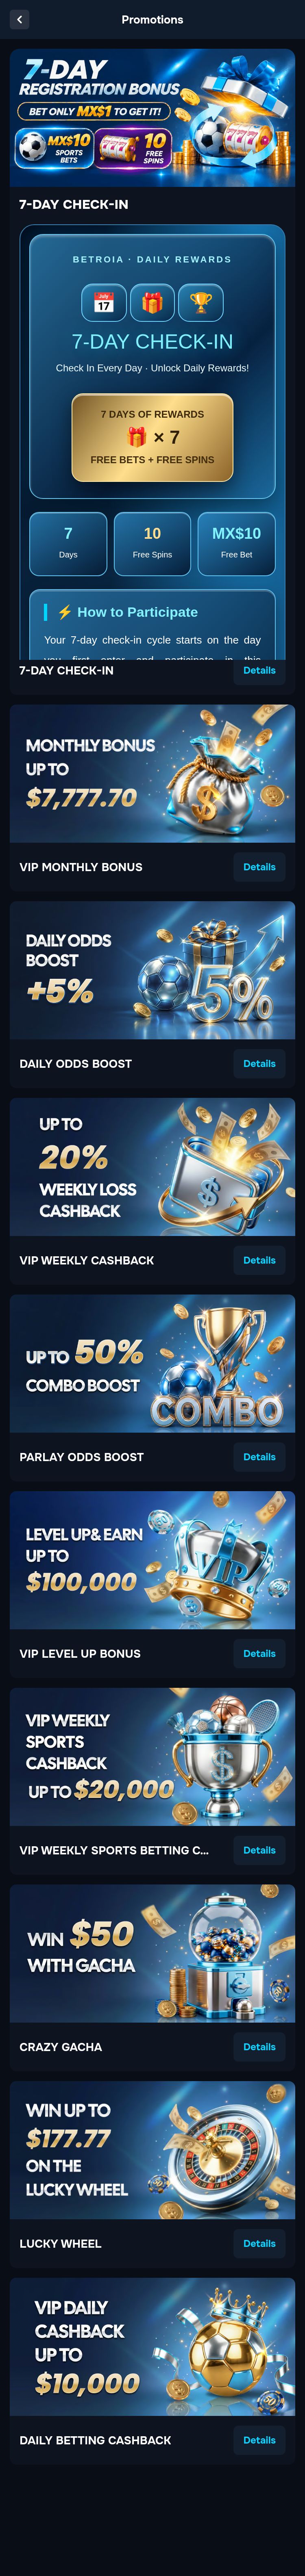 Promotions
7-DAY
REGISTRATION BONUS
BET ONLY MX$1 TO GET IT!
MX$10
SPORTS
BETS
10
FREE
SPINS
7-DAY CHECK-IN
BETROIA · DAILY REWARDS
7-DAY CHECK-IN
Check In Every Day · Unlock Daily Rewards!
7 DAYS OF REWARDS
🎁 × 7
FREE BETS + FREE SPINS
7
Days
10
Free Spins
MX$10
Free Bet
⚡ How to Participate
Your 7-day check-in cycle starts on the day
you first enter and participate in this
7-DAY CHECK-IN
Details
MONTHLY BONUS
UP TO
$7,777.70
VIP MONTHLY BONUS
Details
DAILY ODDS
BOOST
+5%
5%
DAILY ODDS BOOST
Details
UP TO
20%
WEEKLY LOSS
CASHBACK
VIP WEEKLY CASHBACK
Details
UP TO 50%
COMBO BOOST
COMBO
PARLAY ODDS BOOST
Details
LEVEL UP& EARN
UP TO
$100,000
VIP
VIP LEVEL UP BONUS
Details
VIP WEEKLY
SPORTS
CASHBACK
UP TO $20,000
VIP WEEKLY SPORTS BETTING C...
Details
WIN $50
WITH GACHA
CRAZY GACHA
Details
WIN UP TO
$177.77
ON THE
LUCKY WHEEL
LUCKY WHEEL
Details
VIP DAILY
CASHBACK
UP TO
$10,000
DAILY BETTING CASHBACK
Details